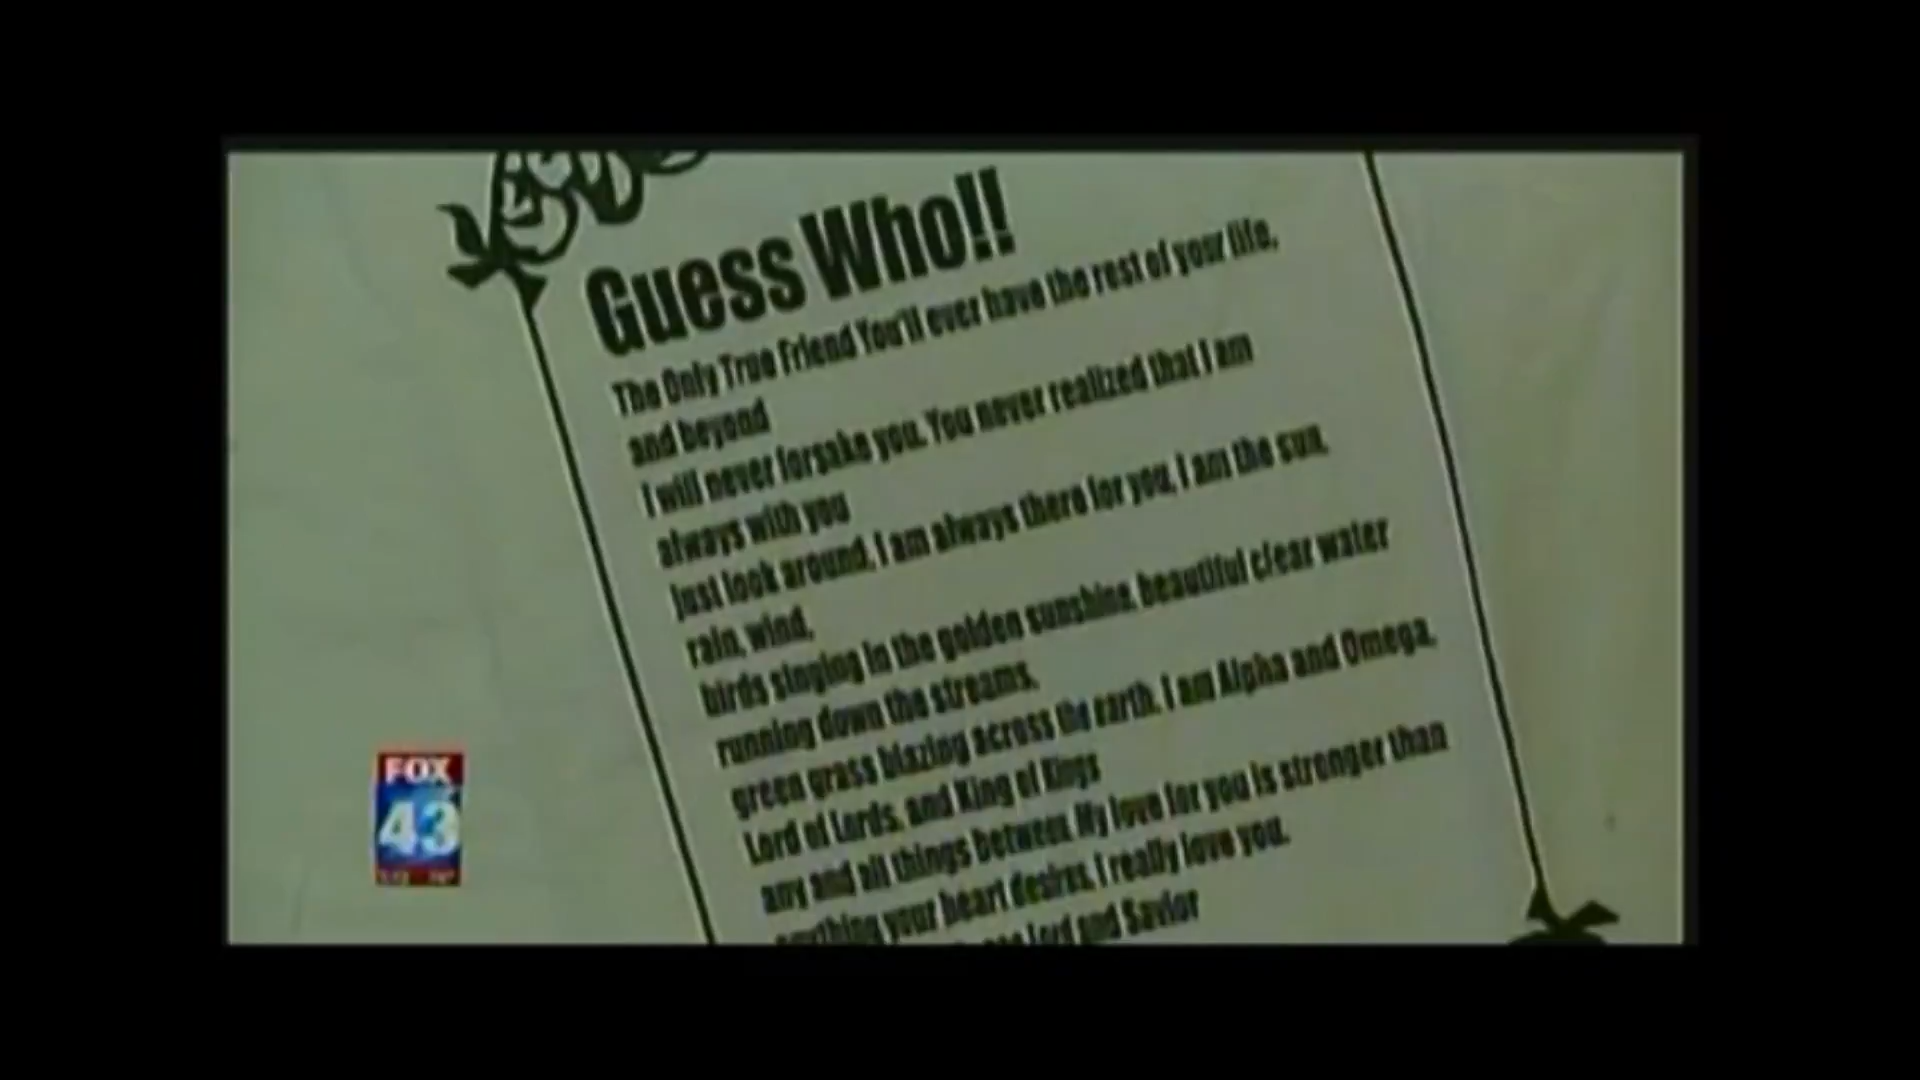 Guess Who!!
The Only True Friend You'll ever have the rest of your life,
and beyond
I will never forsake you. You never realized that I am
always with you
Just look around, I am always there for you, I am the sun,
rain, wind,
birds singing in the golden sunshine, beautiful clear water
running down the streams,
green grass blazing across the earth. I am Alpha and Omega,
Lord of Lords, and King of Kings
any and all things between. My love for you is stronger than
anything your heart desires, I really love you.
Lord and Savior
FOX
43